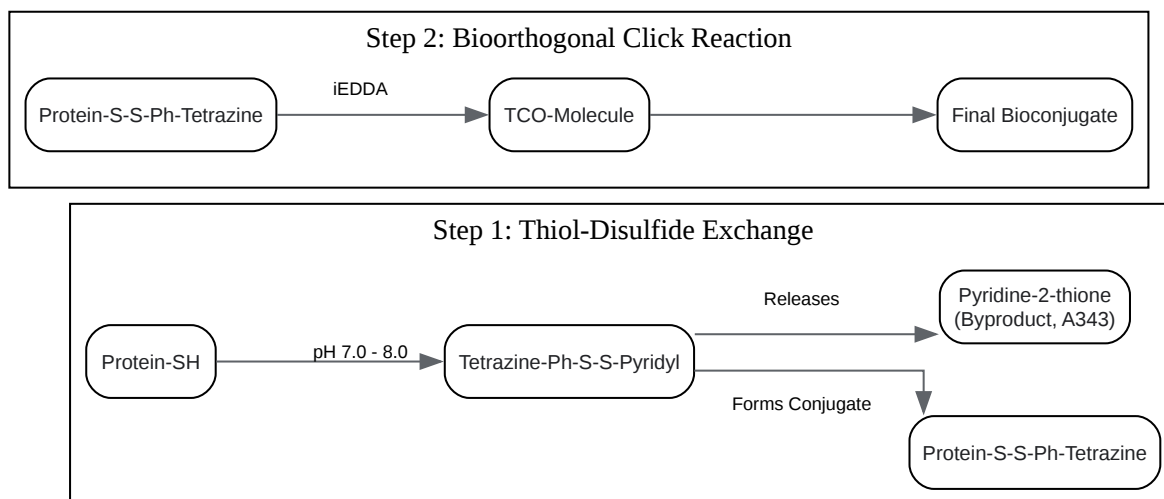 Step 2: Bioorthogonal Click Reaction
iEDDA
Protein-S-S-Ph-Tetrazine
TCO-Molecule
Final Bioconjugate
Step 1: Thiol-Disulfide Exchange
Releases
Pyridine-2-thione
(Byproduct, A343)
Protein-SH
pH 7.0 - 8.0
Tetrazine-Ph-S-S-Pyridyl
Forms Conjugate
Protein-S-S-Ph-Tetrazine